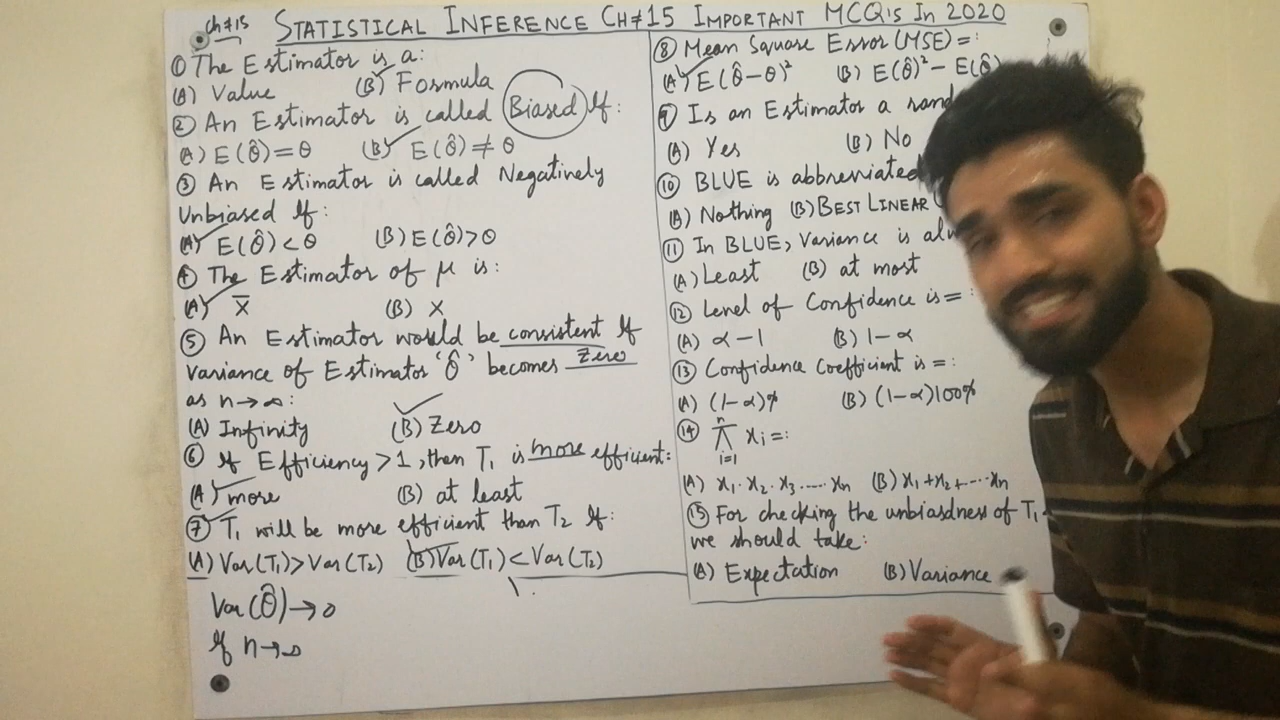 Ch#15
STATISTICAL INFERENCE CH#15 IMPORTANT MCQ's In 2020
① The Estimator is a:
(A) Value (B) Formula
② An Estimator is called Biased If:
(A) E(θ̂) = θ (B) E(θ̂) ≠ θ
③ An Estimator is called Negatively
Unbiased If:
(A) E(θ̂) < θ (B) E(θ̂) > θ
④ The Estimator of μ is:
(A) X̄ (B) X
⑤ An Estimator would be consistent If
variance of Estimator 'θ̂' becomes Zero
as n→∞:
(A) Infinity (B) Zero
⑥ If Efficiency > 1, then T₁ is more efficient:
(A) more (B) at least
⑦ T₁ will be more efficient than T₂ If:
(A) Var(T₁) > Var(T₂) (B) Var(T₁) < Var(T₂)
Var(θ̂) → 0
If n → ∞
⑧ Mean Square Error (MSE) =:
(A) E(θ̂ - θ)² (B) E(θ̂)² - E(θ̂)
⑨ Is an Estimator a rand
(A) Yes (B) No
⑩ BLUE is abbreviated
(A) Nothing (B) BEST LINEAR
⑪ In BLUE, Variance is alw
(A) Least (B) at most
⑫ Level of Confidence is =:
(A) α - 1 (B) 1 - α
⑬ Confidence Coefficient is =:
(A) (1-α)% (B) (1-α)100%
⑭ n π i=1 xi =:
(A) x₁·x₂·x₃.....xn (B) x₁+x₂+....xn
⑮ For checking the unbiasdness of T₁
we should take:
(A) Expectation (B) Variance